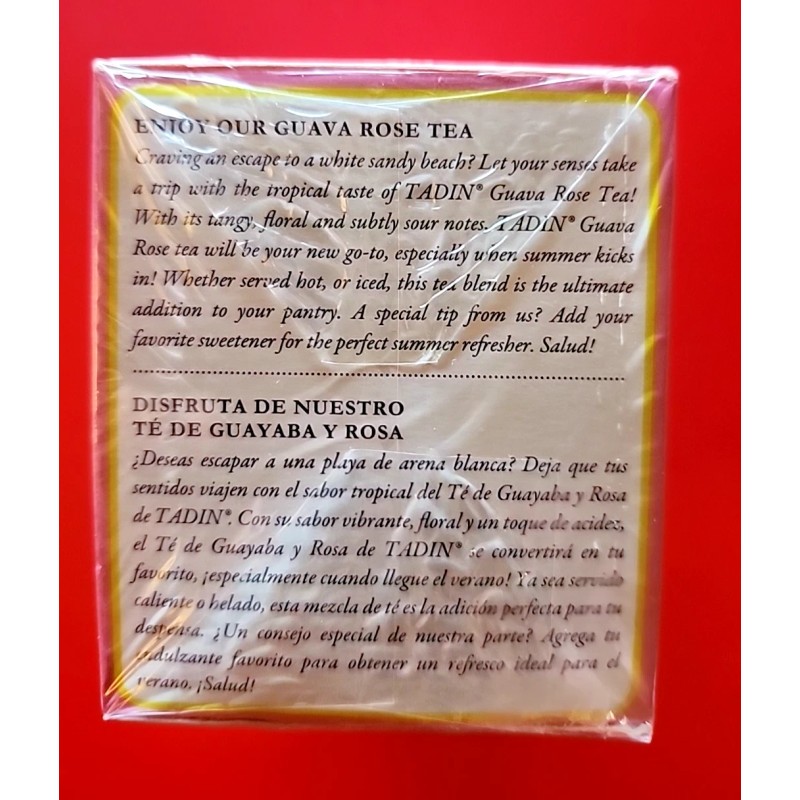 ENJOY OUR GUAVA ROSE TEA
Craving an escape to a white sandy beach? Let your senses take
a trip with the tropical taste of TADIN® Guava Rose Tea!
With its tangy, floral and subtly sour notes. TADIN® Guava
Rose tea will be your new go-to, especially when summer kicks
in! Whether served hot, or iced, this tea blend is the ultimate
addition to your pantry. A special tip from us? Add your
favorite sweetener for the perfect summer refresher. Salud!
DISFRUTA DE NUESTRO
TÉ DE GUAYABA Y ROSA
¿Deseas escapar a una playa de arena blanca? Deja que tus
sentidos viajen con el sabor tropical del Té de Guayaba y Rosa
de TADIN®. Con su sabor vibrante, floral y un toque de acidez,
el Té de Guayaba y Rosa de TADIN® se convertirá en tu
favorito, ¡especialmente cuando llegue el verano! Ya sea servido
caliente o helado, esta mezcla de té es la adición perfecta para tu
despensa. ¿Un consejo especial de nuestra parte? Agrega tu
endulzante favorito para obtener un refresco ideal para el
verano. ¡Salud!